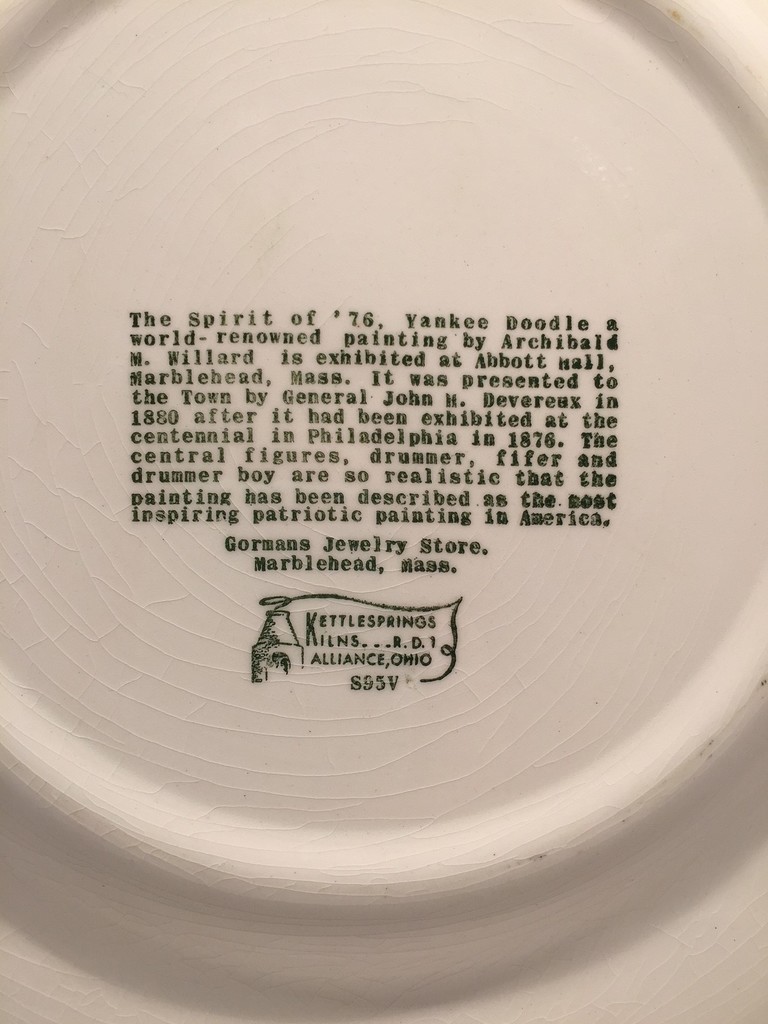 The Spirit of '76, Yankee Doodle a
world-renowned painting by Archibald
M. Willard is exhibited at Abbott Hall,
Marblehead, Mass. It was presented to
the Town by General John H. Devereux in
1880 after it had been exhibited at the
centennial in Philadelphia in 1876. The
central figures, drummer, fifer and
drummer boy are so realistic that the
painting has been described as the most
inspiring patriotic painting in America.
Gormans Jewelry Store.
Marblehead, Mass.
KETTLESPRINGS
KILNS...R.D.1
ALLIANCE, OHIO
S95V